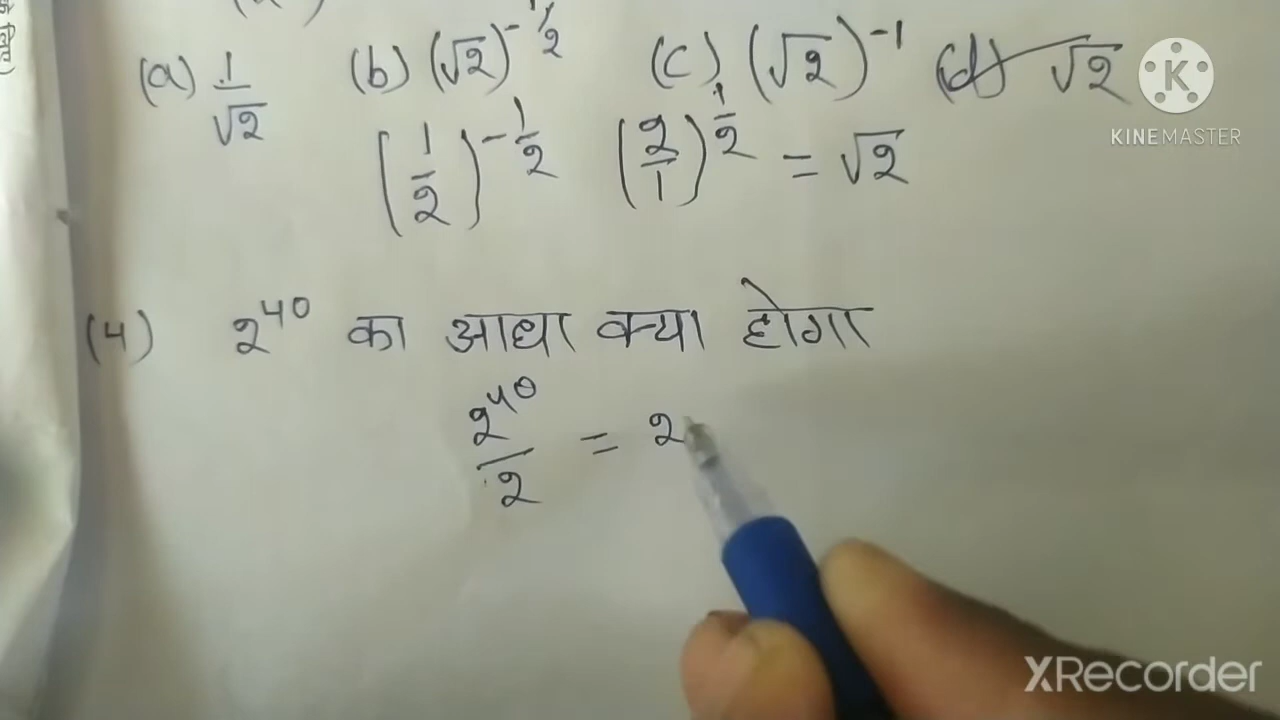 (a) 1/√2 (b) (√2)^-1/2 (c) (√2)^-1 (d) √2
K
KINEMASTER
(1/2)^-1/2 (2/1)^1/2 = √2
(4) 2^40 का आधा क्या होगा
2^40/2 = 2
XRecorder